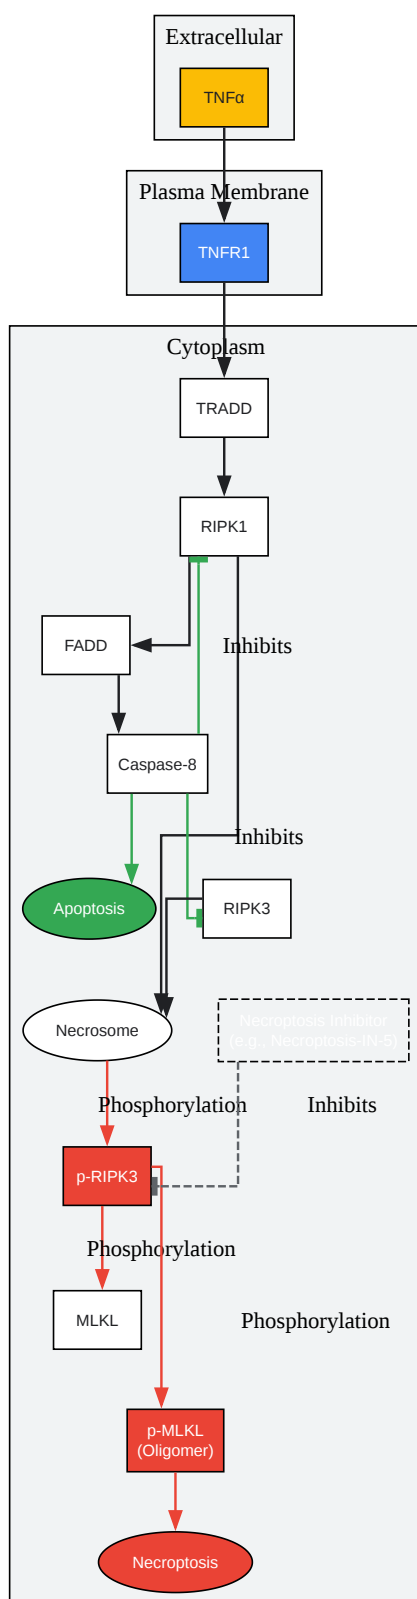 Extracellular
TNFα
Plasma Membrane
TNFR1
Cytoplasm
TRADD
RIPK1
FADD
Inhibits
Caspase-8
Inhibits
Apoptosis
RIPK3
Necrosome
Necroptosis Inhibitor
(e.g., Necroptosis-IN-5)
Phosphorylation
Inhibits
p-RIPK3
Phosphorylation
MLKL
Phosphorylation
p-MLKL
(Oligomer)
Necroptosis